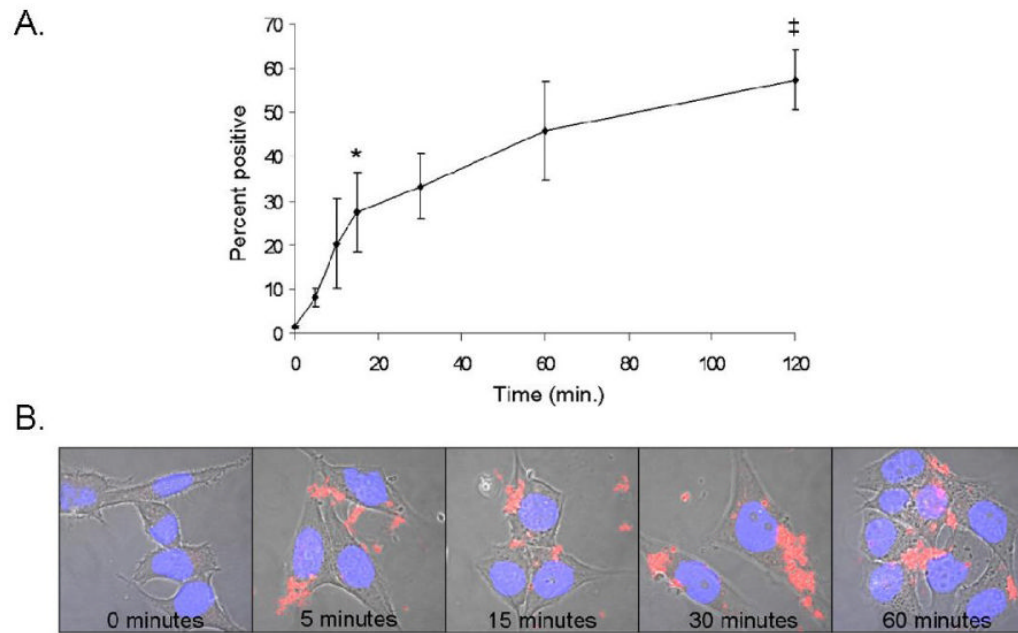 A.
70
60
50
40
30
20
10
0
Percent positive
*
‡
0 20 40 60 80 100 120
Time (min.)
B.
0 minutes 5 minutes 15 minutes 30 minutes 60 minutes